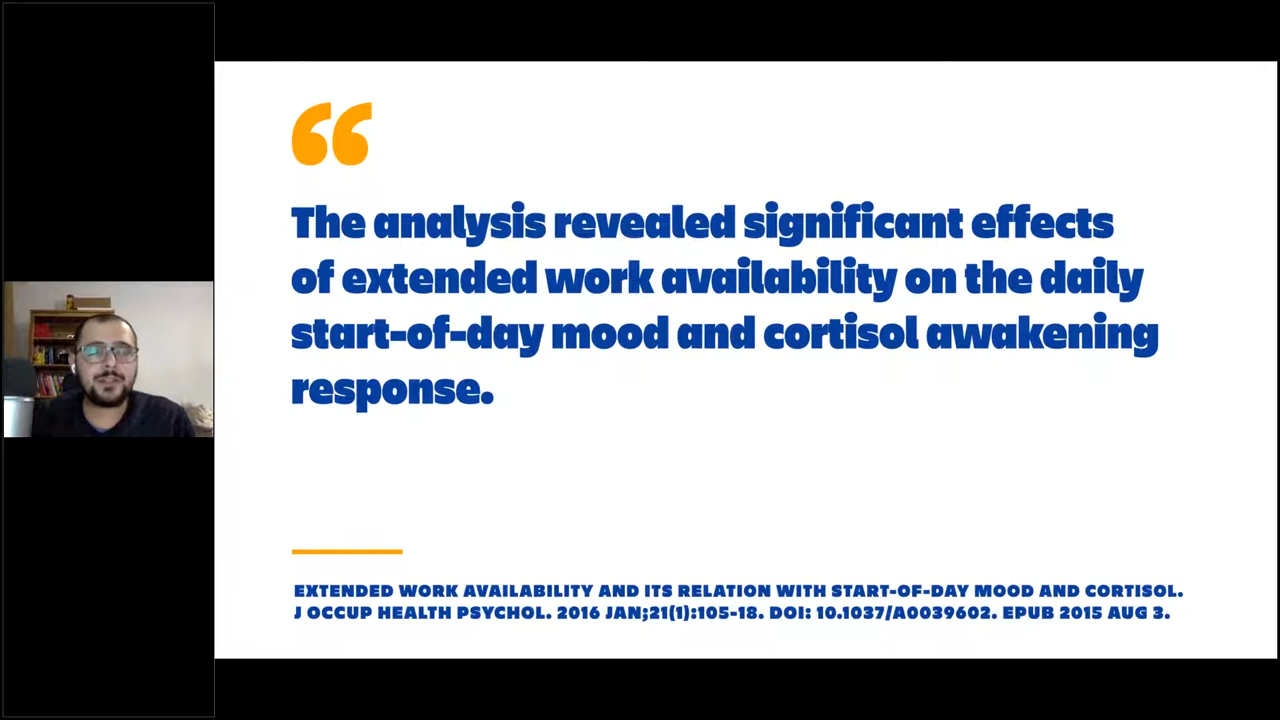 “
The analysis revealed significant effects
of extended work availability on the daily
start-of-day mood and cortisol awakening
response.
EXTENDED WORK AVAILABILITY AND ITS RELATION WITH START-OF-DAY MOOD AND CORTISOL.
J OCCUP HEALTH PSYCHOL. 2016 JAN;21(1):105-18. DOI: 10.1037/A0039602. EPUB 2015 AUG 3.